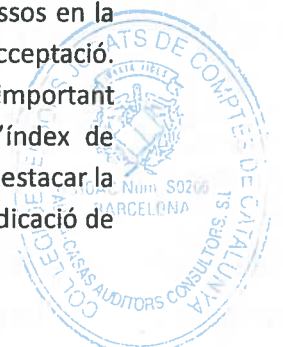 ssos en la
cceptació.
important
'índex de
estacar la
dicació de
COL·LEGI DE CENSORS JURATS DE COMPTES DE CATALUNYA
ROAC Núm S0206
BARCELONA
CASAS AUDITORS CONSULTORS, S.L.